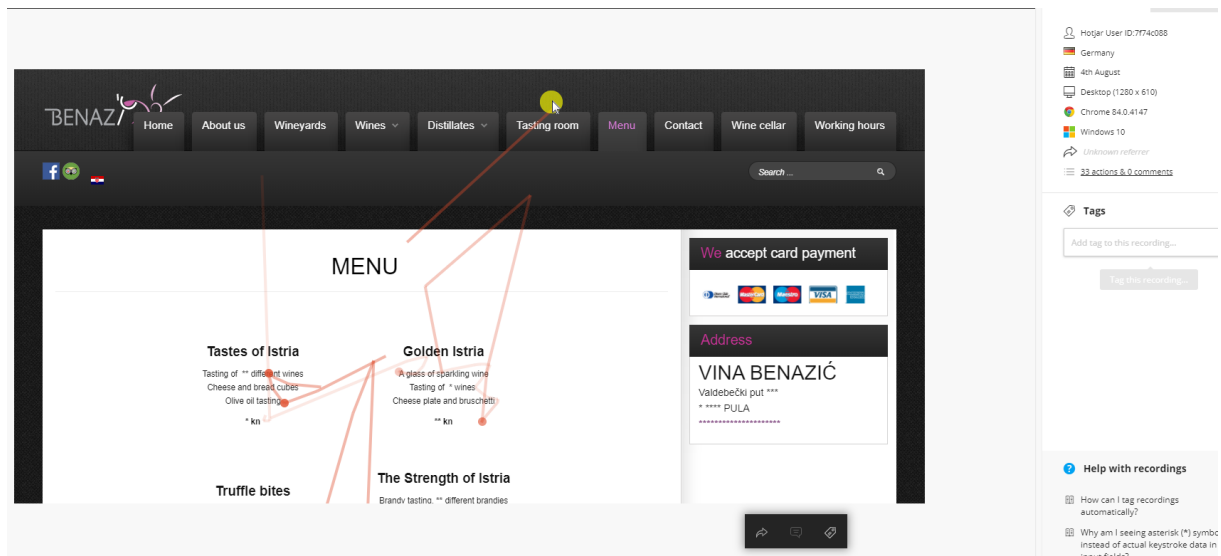 BENAZ
Home
About us
Wineyards
Wines
Distillates
Tasting room
Menu
Contact
Wine cellar
Working hours
Search ...
MENU
Tastes of Istria
Tasting of ** different wines
Cheese and bread cubes
Olive oil tasting
* kn
Golden Istria
A glass of sparkling wine
Tasting of * wines
Cheese plate and bruschetti
** kn
Truffle bites
The Strength of Istria
Brandy tasting, ** different brandies
We accept card payment
MasterCard
Maestro
VISA
Address
VINA BENAZIĆ
Valdebečki put ***
* **** PULA
*********************
Hotjar User ID:7f74c088
Germany
4th August
Desktop (1280 x 610)
Chrome 84.0.4147
Windows 10
Unknown referrer
33 actions & 0 comments
Tags
Add tag to this recording...
Tag this recording...
Help with recordings
How can I tag recordings
automatically?
Why am I seeing asterisk (*) symbo
instead of actual keystroke data in